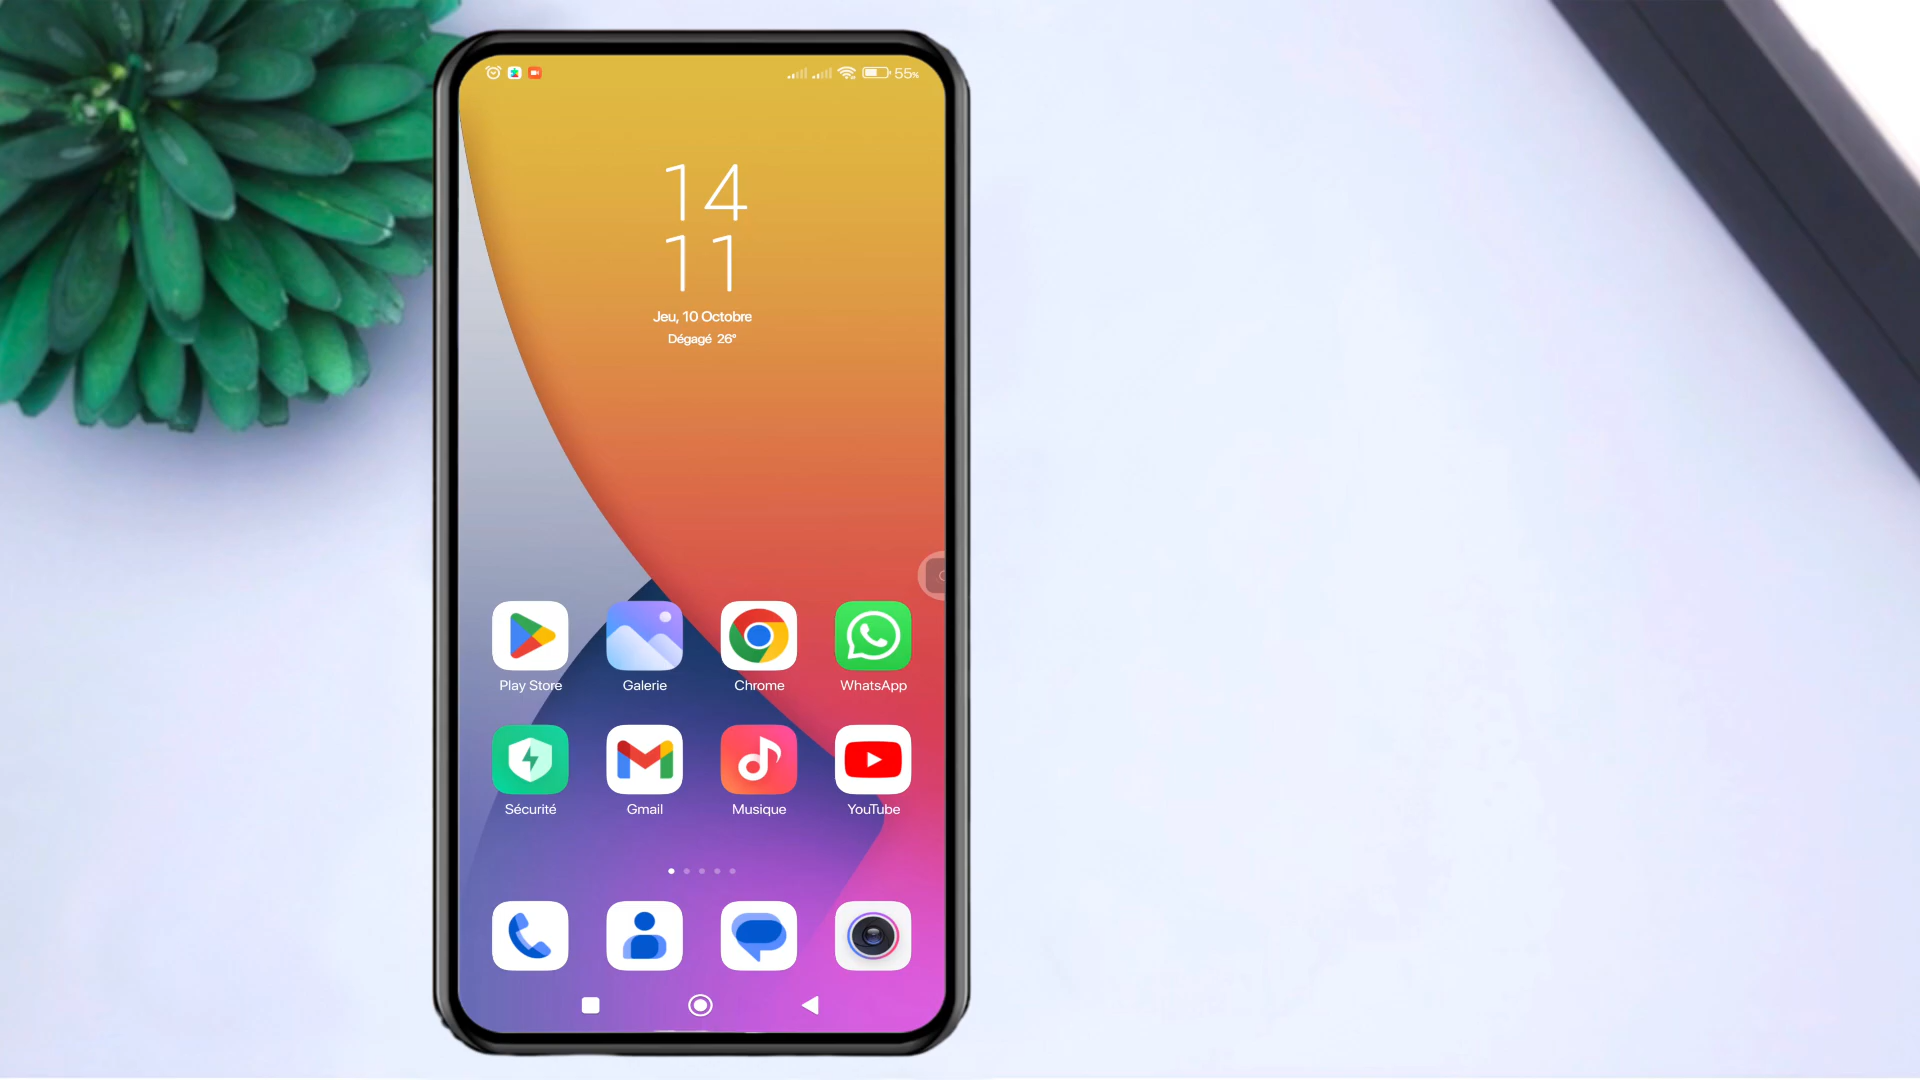 55%
14
11
Jeu, 10 Octobre
Dégagé 26°
Play Store
Galerie
Chrome
WhatsApp
Sécurité
Gmail
Musique
YouTube